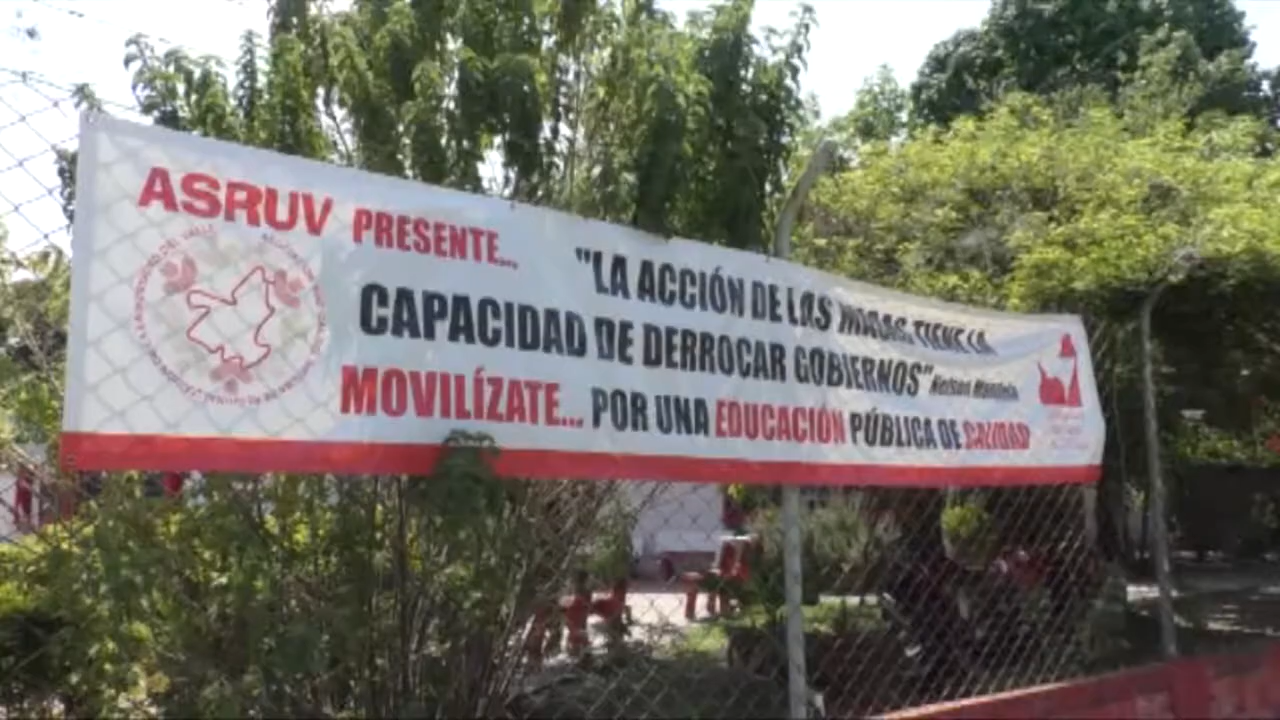 ASRUV PRESENTE...
"LA ACCIÓN DE LAS MASAS TIENE LA
CAPACIDAD DE DERROCAR GOBIERNOS" Nelson Mandela
MOVILÍZATE... POR UNA EDUCACIÓN PÚBLICA DE CALIDAD